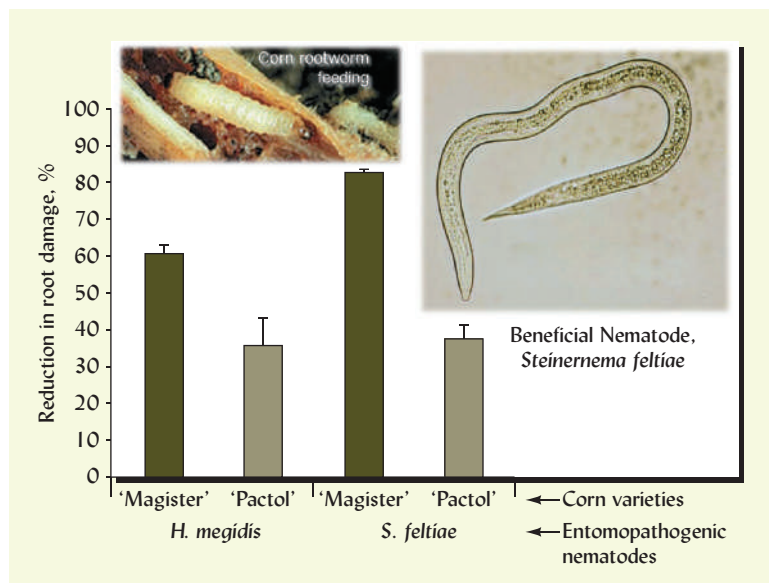 Corn rootworm
feeding
Reduction in root damage, %
100
90
80
70
60
50
40
30
20
10
0
Beneficial Nematode,
Steinernema feltiae
‘Magister’ ‘Pactol’ ‘Magister’ ‘Pactol’ Corn varieties
H. megidis S. feltiae Entomopathogenic
nematodes